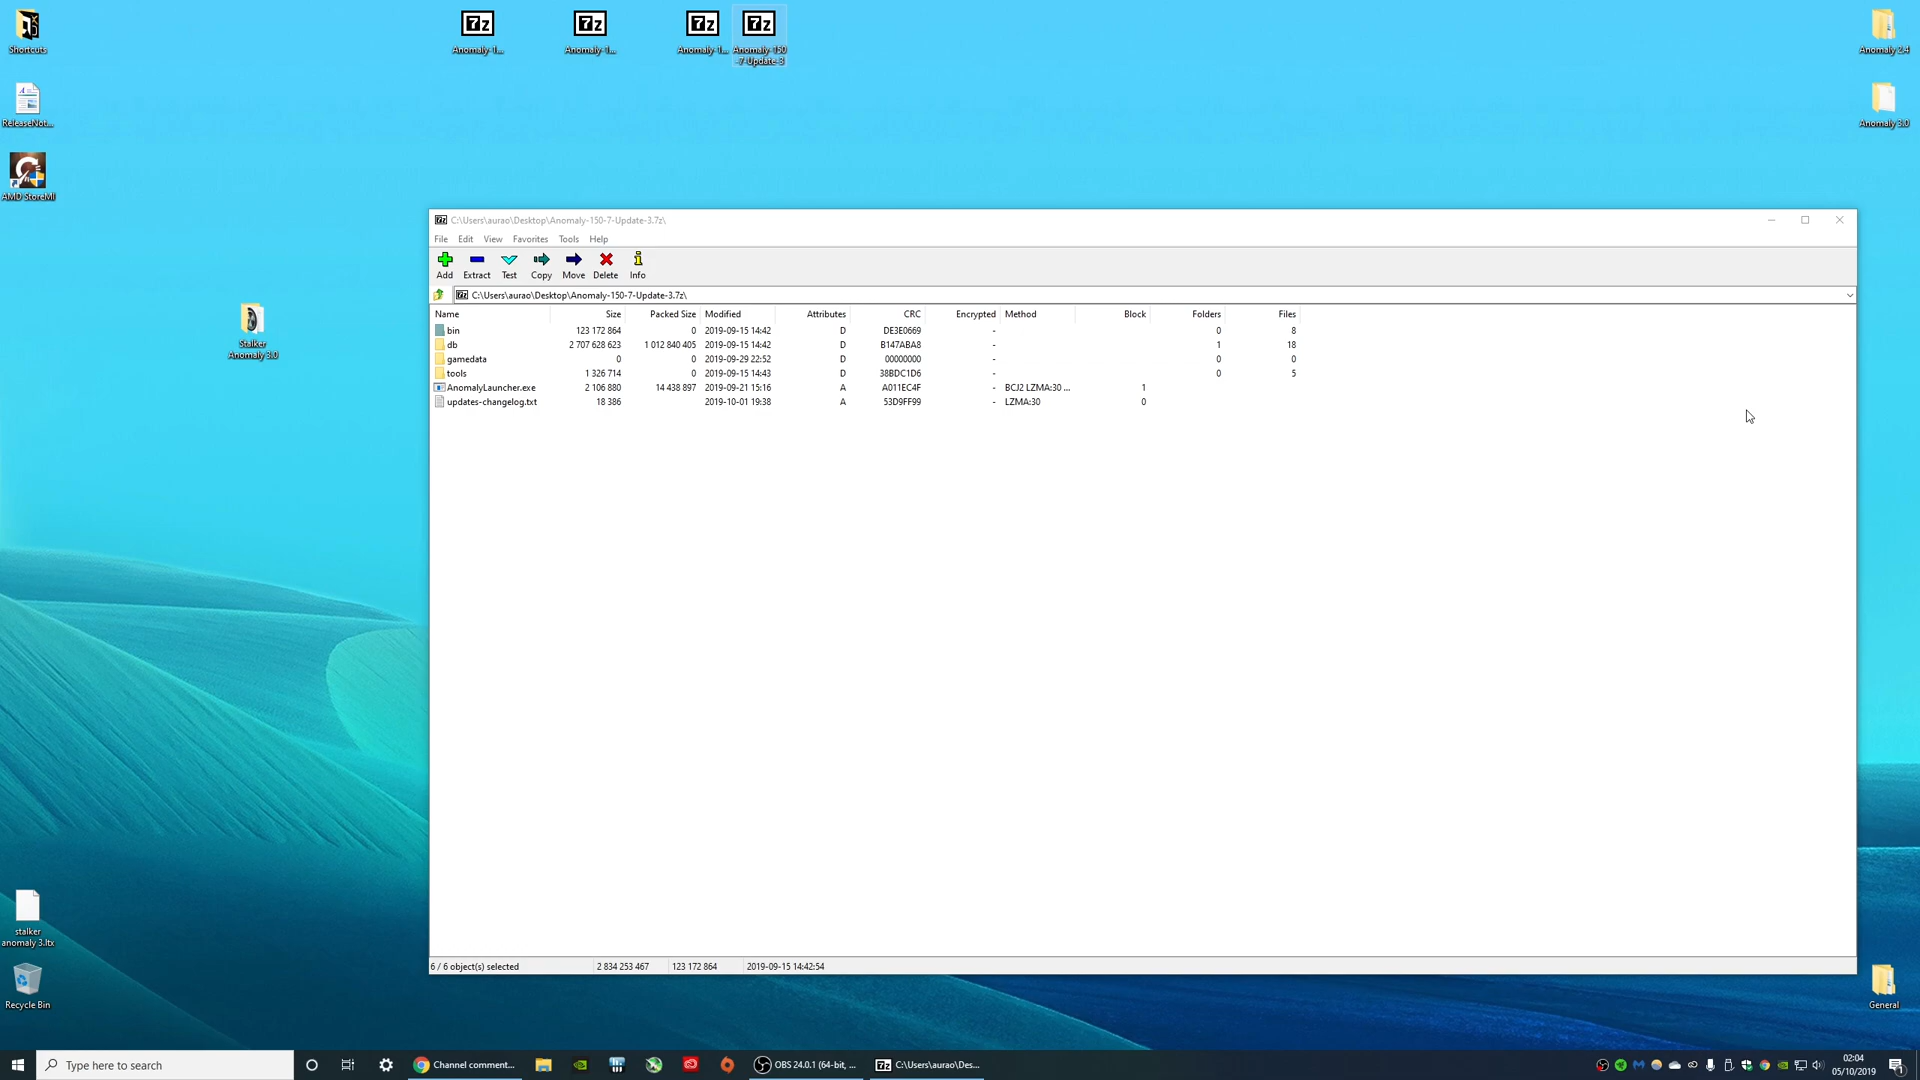 Shortcuts
Anomaly-1...
Anomaly-1...
Anomaly-1...
Anomaly-150
-7-Update-3
Anomaly 2.4
ReleaseNot...
Anomaly 3.0
AMD StoreMI
Stalker
Anomaly 3.0
stalker
anomaly 3.ltx
Recycle Bin
General
C:\Users\aurao\Desktop\Anomaly-150-7-Update-3.7z\
File Edit View Favorites Tools Help
Add Extract Test Copy Move Delete Info
C:\Users\aurao\Desktop\Anomaly-150-7-Update-3.7z\
Name Size Packed Size Modified Attributes CRC Encrypted Method Block Folders Files
bin 123 172 864 0 2019-09-15 14:42 D DE3E0669 - 0 8
db 2 707 628 623 1 012 840 405 2019-09-15 14:42 D B147ABA8 - 1 18
gamedata 0 0 2019-09-29 22:52 D 00000000 - 0 0
tools 1 326 714 0 2019-09-15 14:43 D 38BDC1D6 - 0 5
AnomalyLauncher.exe 2 106 880 14 438 897 2019-09-21 15:16 A A011EC4F - BCJ2 LZMA:30 ... 1
updates-changelog.txt 18 386 2019-10-01 19:38 A 53D9FF99 - LZMA:30 0
6 / 6 object(s) selected 2 834 253 467 123 172 864 2019-09-15 14:42:54
Type here to search
Channel comment...
OBS 24.0.1 (64-bit, ...
C:\Users\aurao\Des...
02:04
05/10/2019